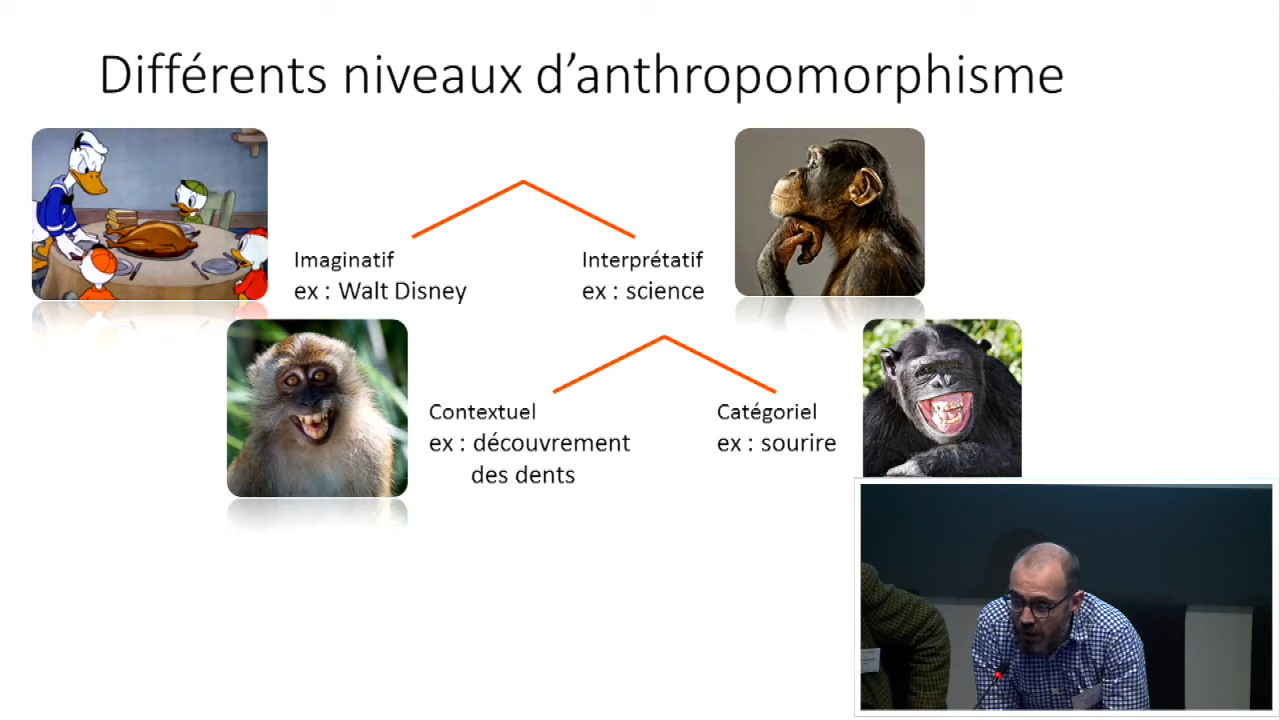 Différents niveaux d’anthropomorphisme
Imaginatif
ex : Walt Disney
Interprétatif
ex : science
Contextuel
ex : découvrement
des dents
Catégoriel
ex : sourire